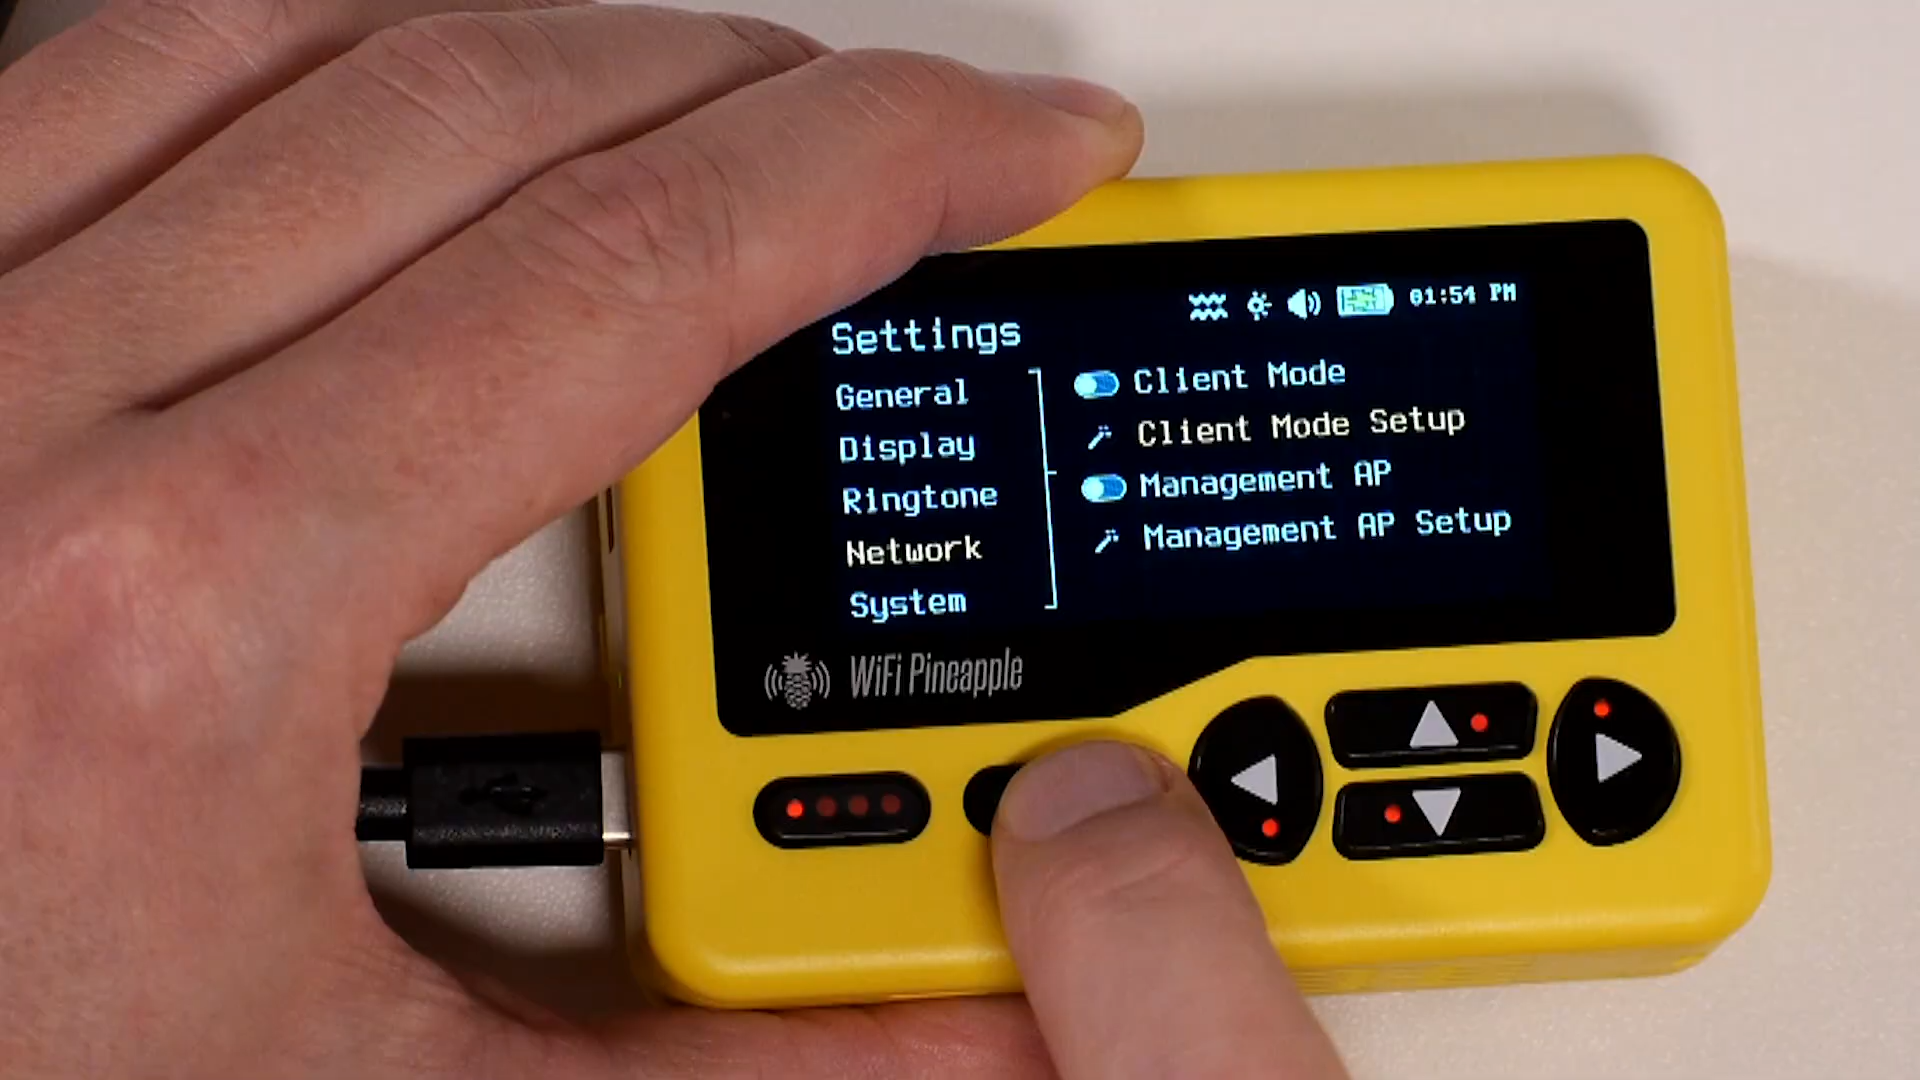 01:54 PM
Settings
General
Display
Ringtone
Network
System
Client Mode
Client Mode Setup
Management AP
Management AP Setup
WiFi Pineapple